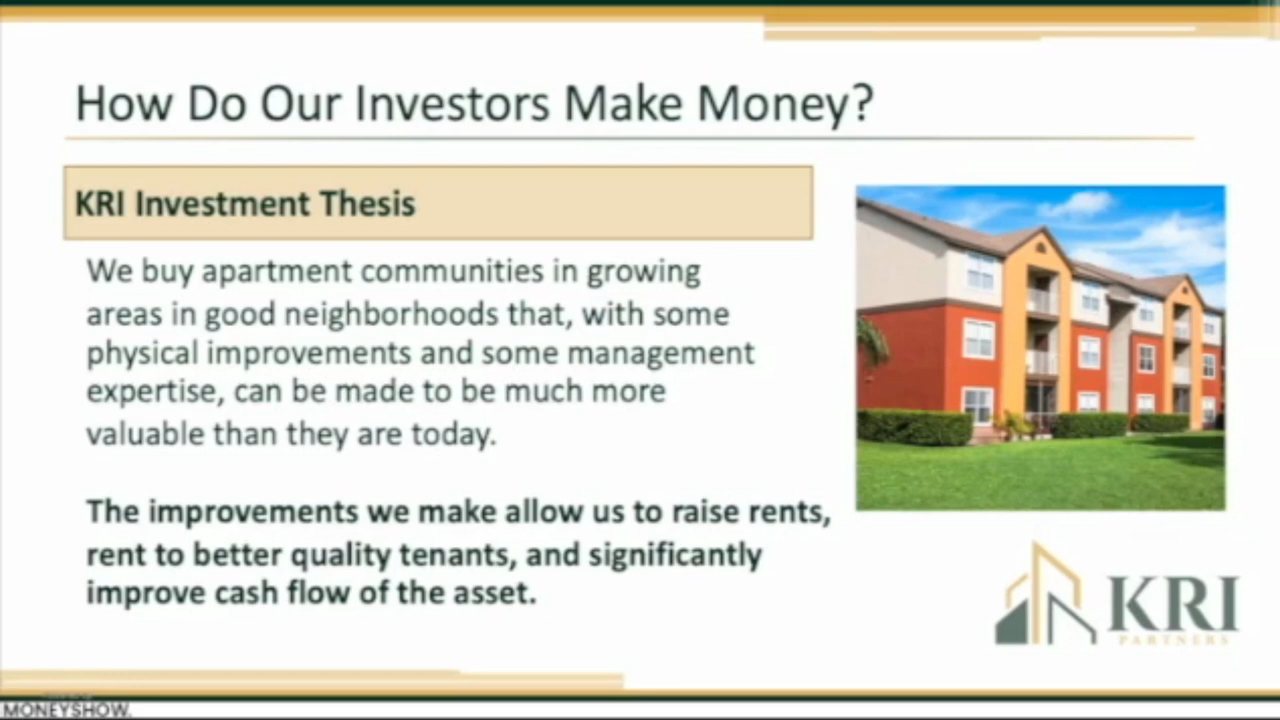 How Do Our Investors Make Money?
KRI Investment Thesis
We buy apartment communities in growing
areas in good neighborhoods that, with some
physical improvements and some management
expertise, can be made to be much more
valuable than they are today.
The improvements we make allow us to raise rents,
rent to better quality tenants, and significantly
improve cash flow of the asset.
KRI
PARTNERS
MONEYSHOW.